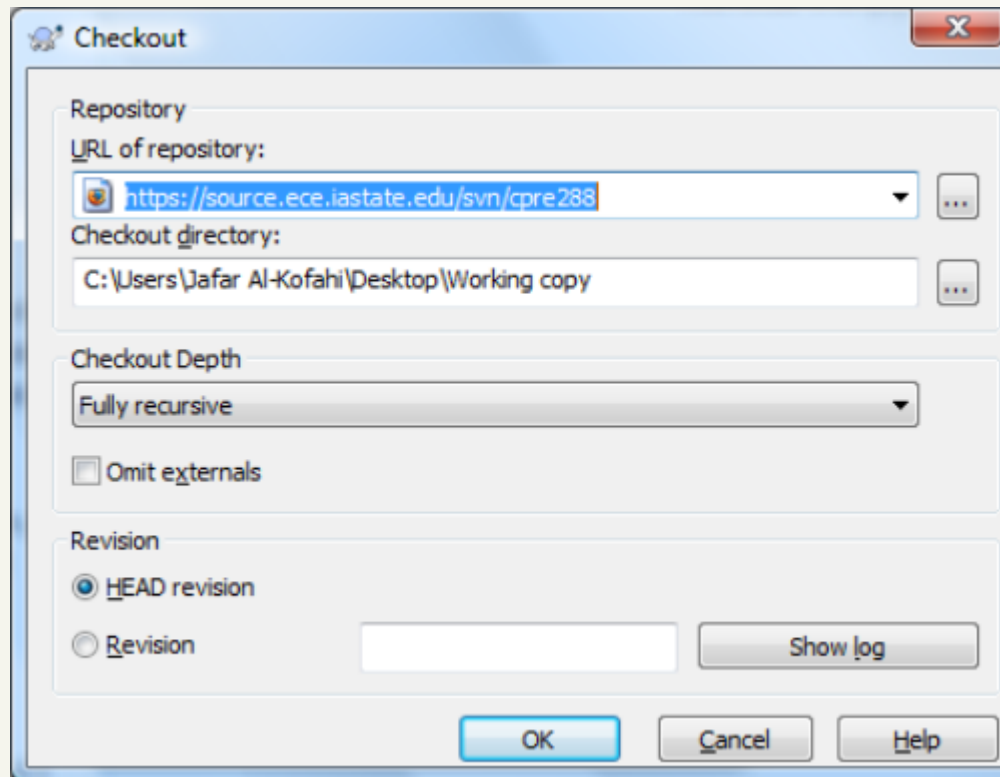 Checkout
Repository
URL of repository:
https://source.ece.iastate.edu/svn/cpre288
...
Checkout directory:
C:\Users\Jafar Al-Kofahi\Desktop\Working copy
...
Checkout Depth
Fully recursive
Omit externals
Revision
HEAD revision
Revision
Show log
OK Cancel Help